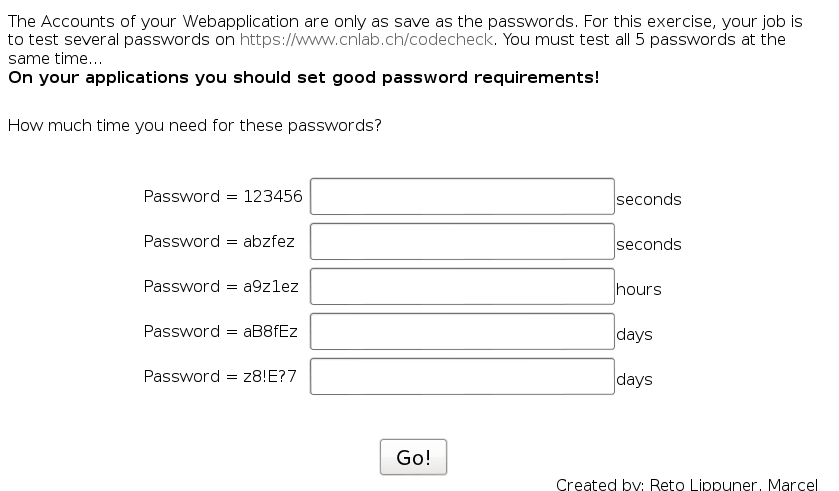 The Accounts of your Webapplication are only as save as the passwords. For this exercise, your job is
to test several passwords on https://www.cnlab.ch/codecheck. You must test all 5 passwords at the
same time...
On your applications you should set good password requirements!
How much time you need for these passwords?
Password = 123456 seconds
Password = abzfez seconds
Password = a9z1ez hours
Password = aB8fEz days
Password = z8!E?7 days
Go!
Created by: Reto Lippuner, Marcel